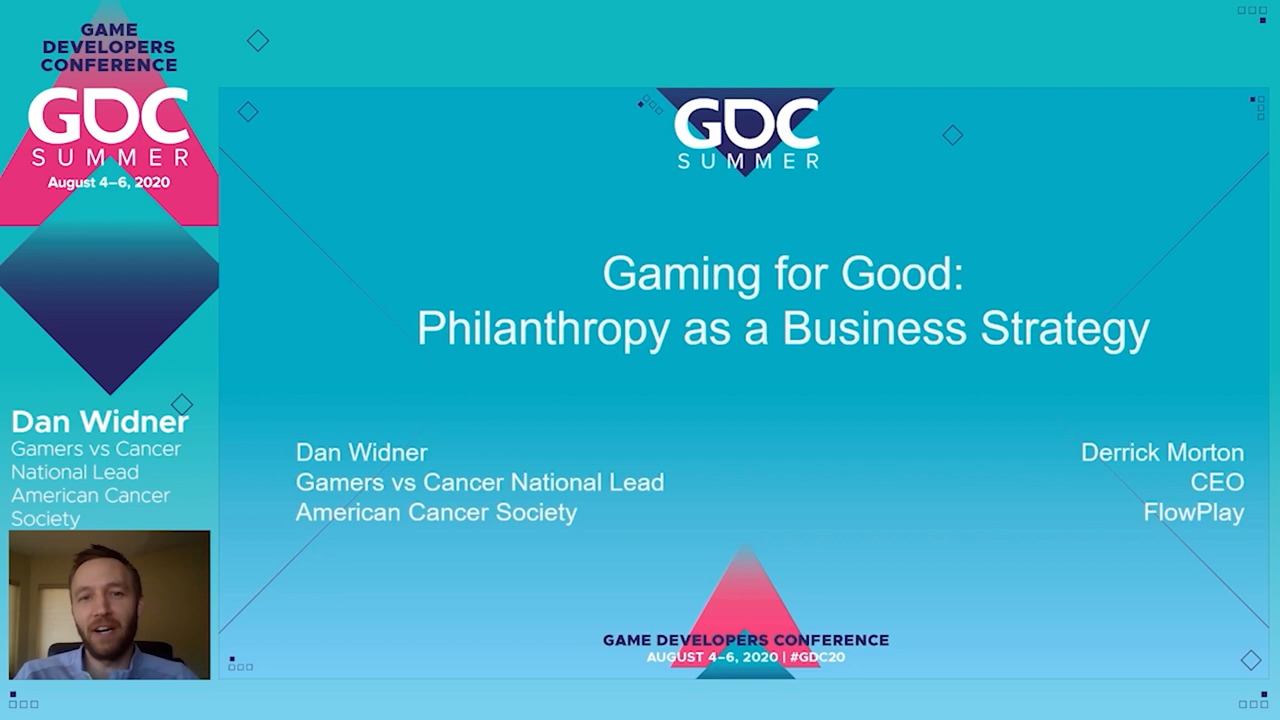 GAME
DEVELOPERS
CONFERENCE
GDC
SUMMER
August 4–6, 2020
Dan Widner
Gamers vs Cancer
National Lead
American Cancer
Society
GDC
SUMMER
Gaming for Good:
Philanthropy as a Business Strategy
Dan Widner
Gamers vs Cancer National Lead
American Cancer Society
Derrick Morton
CEO
FlowPlay
GAME DEVELOPERS CONFERENCE
AUGUST 4–6, 2020 | #GDC20